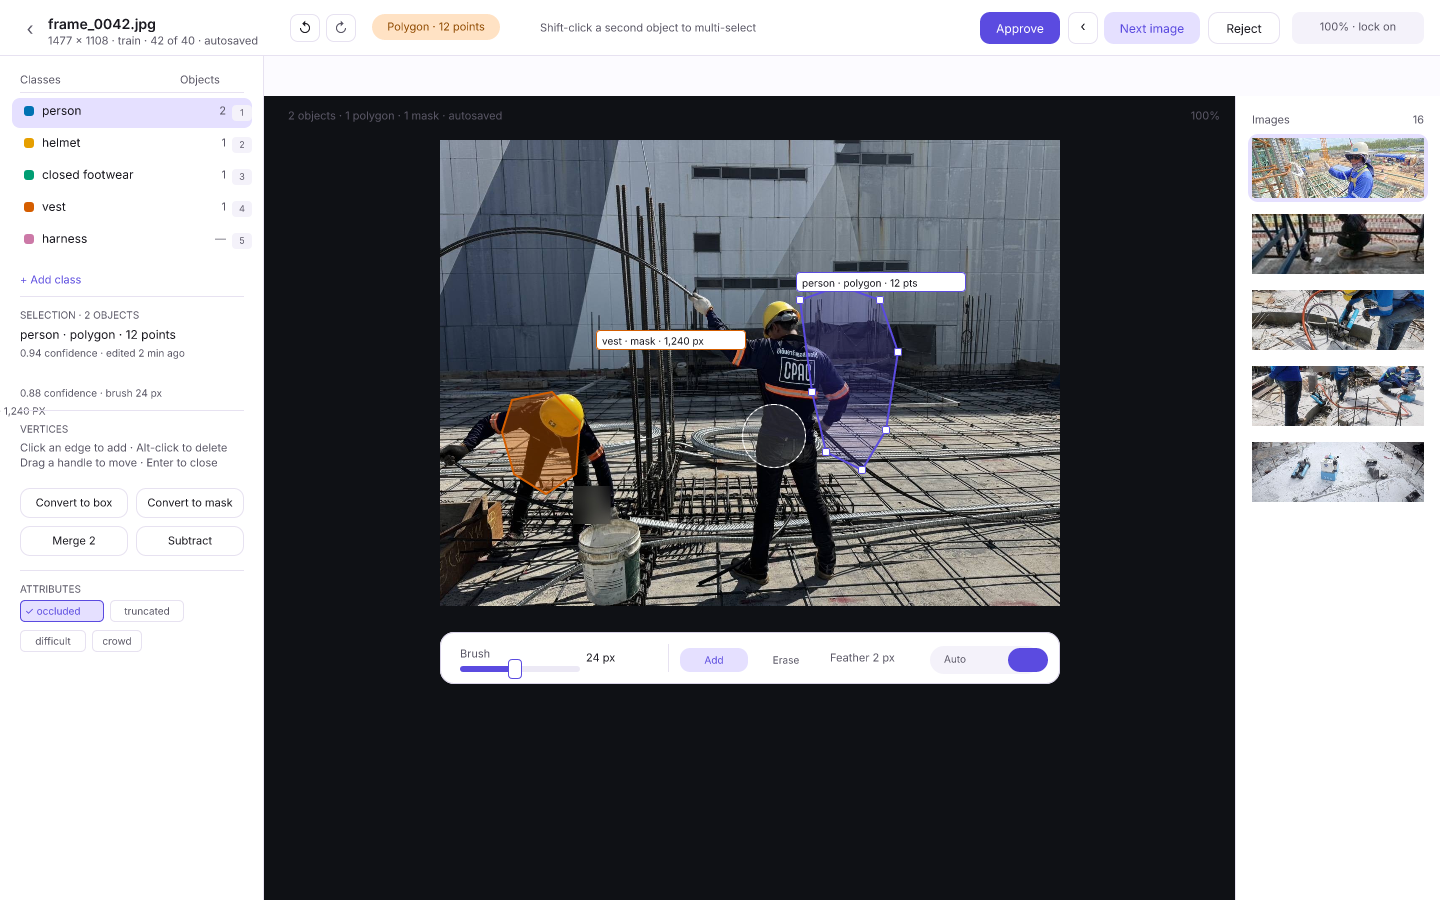 frame_0042.jpg
1477 × 1108 · train · 42 of 40 · autosaved
Polygon · 12 points
Shift-click a second object to multi-select
Approve
Next image
Reject
100% · lock on
Classes Objects
person 2 1
helmet 1 2
closed footwear 1 3
vest 1 4
harness — 5
+ Add class
SELECTION · 2 OBJECTS
person · polygon · 12 points
0.94 confidence · edited 2 min ago
0.88 confidence · brush 24 px
1,240 PX
VERTICES
Click an edge to add · Alt-click to delete
Drag a handle to move · Enter to close
Convert to box
Convert to mask
Merge 2
Subtract
ATTRIBUTES
✓ occluded
truncated
difficult
crowd
2 objects · 1 polygon · 1 mask · autosaved
100%
person · polygon · 12 pts
vest · mask · 1,240 px
CPAC
Brush
24 px
Add
Erase
Feather 2 px
Auto
Images 16